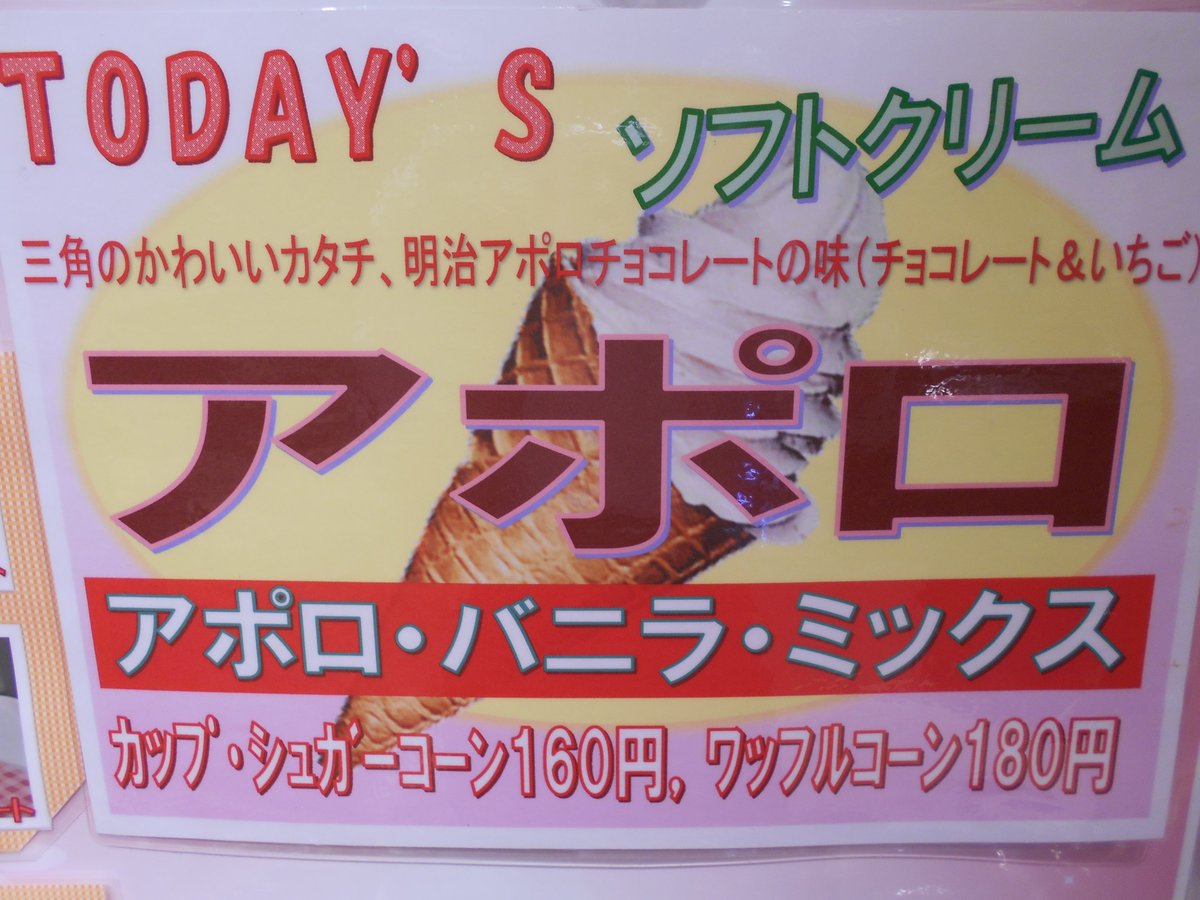 TODAY'S ソフトクリーム
三角のかわいいカタチ、明治アポロチョコレートの味(チョコレート&いちご)
アポロ
アポロ・バニラ・ミックス
カップ・シュガーコーン160円, ワッフルコーン180円